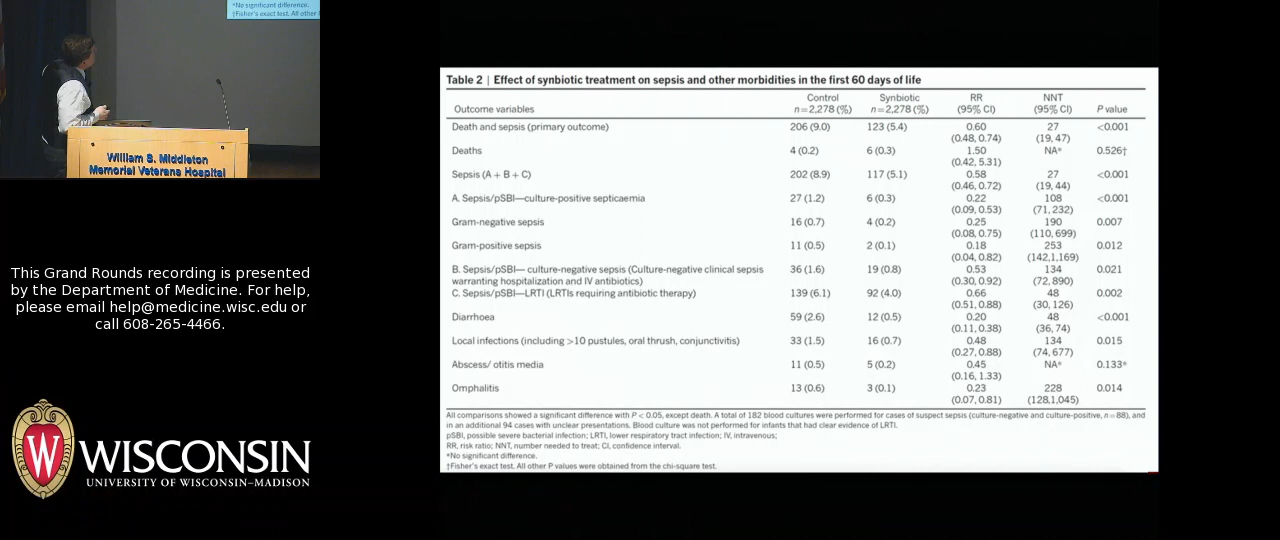 *No significant difference.
†Fisher's exact test. All other
William S. Middleton
Memorial Veterans Hospital
This Grand Rounds recording is presented
by the Department of Medicine. For help,
please email help@medicine.wisc.edu or
call 608-265-4466.
W
WISCONSIN
UNIVERSITY OF WISCONSIN–MADISON
Table 2 | Effect of synbiotic treatment on sepsis and other morbidities in the first 60 days of life
Outcome variables Control n=2,278 (%) Synbiotic n=2,278 (%) RR (95% CI) NNT (95% CI) P value
Death and sepsis (primary outcome) 206 (9.0) 123 (5.4) 0.60 27 <0.001
(0.48, 0.74) (19, 47)
Deaths 4 (0.2) 6 (0.3) 1.50 NA* 0.526†
(0.42, 5.31)
Sepsis (A + B + C) 202 (8.9) 117 (5.1) 0.58 27 <0.001
(0.46, 0.72) (19, 44)
A. Sepsis/pSBI—culture-positive septicaemia 27 (1.2) 6 (0.3) 0.22 108 <0.001
(0.09, 0.53) (71, 232)
Gram-negative sepsis 16 (0.7) 4 (0.2) 0.25 190 0.007
(0.08, 0.75) (110, 699)
Gram-positive sepsis 11 (0.5) 2 (0.1) 0.18 253 0.012
(0.04, 0.82) (142,1,169)
B. Sepsis/pSBI— culture-negative sepsis (Culture-negative clinical sepsis 36 (1.6) 19 (0.8) 0.53 134 0.021
warranting hospitalization and IV antibiotics) (0.30, 0.92) (72, 890)
C. Sepsis/pSBI—LRTI (LRTIs requiring antibiotic therapy) 139 (6.1) 92 (4.0) 0.66 48 0.002
(0.51, 0.88) (30, 126)
Diarrhoea 59 (2.6) 12 (0.5) 0.20 48 <0.001
(0.11, 0.38) (36, 74)
Local infections (including >10 pustules, oral thrush, conjunctivitis) 33 (1.5) 16 (0.7) 0.48 134 0.015
(0.27, 0.88) (74, 677)
Abscess/ otitis media 11 (0.5) 5 (0.2) 0.45 NA* 0.133*
(0.16, 1.33)
Omphalitis 13 (0.6) 3 (0.1) 0.23 228 0.014
(0.07, 0.81) (128,1,045)
All comparisons showed a significant difference with P < 0.05, except death. A total of 182 blood cultures were performed for cases of suspect sepsis (culture-negative and culture-positive, n=88), and
in an additional 94 cases with unclear presentations. Blood culture was not performed for infants that had clear evidence of LRTI.
pSBI, possible severe bacterial infection; LRTI, lower respiratory tract infection; IV, intravenous;
RR, risk ratio; NNT, number needed to treat; CI, confidence interval.
*No significant difference.
†Fisher's exact test. All other P values were obtained from the chi-square test.